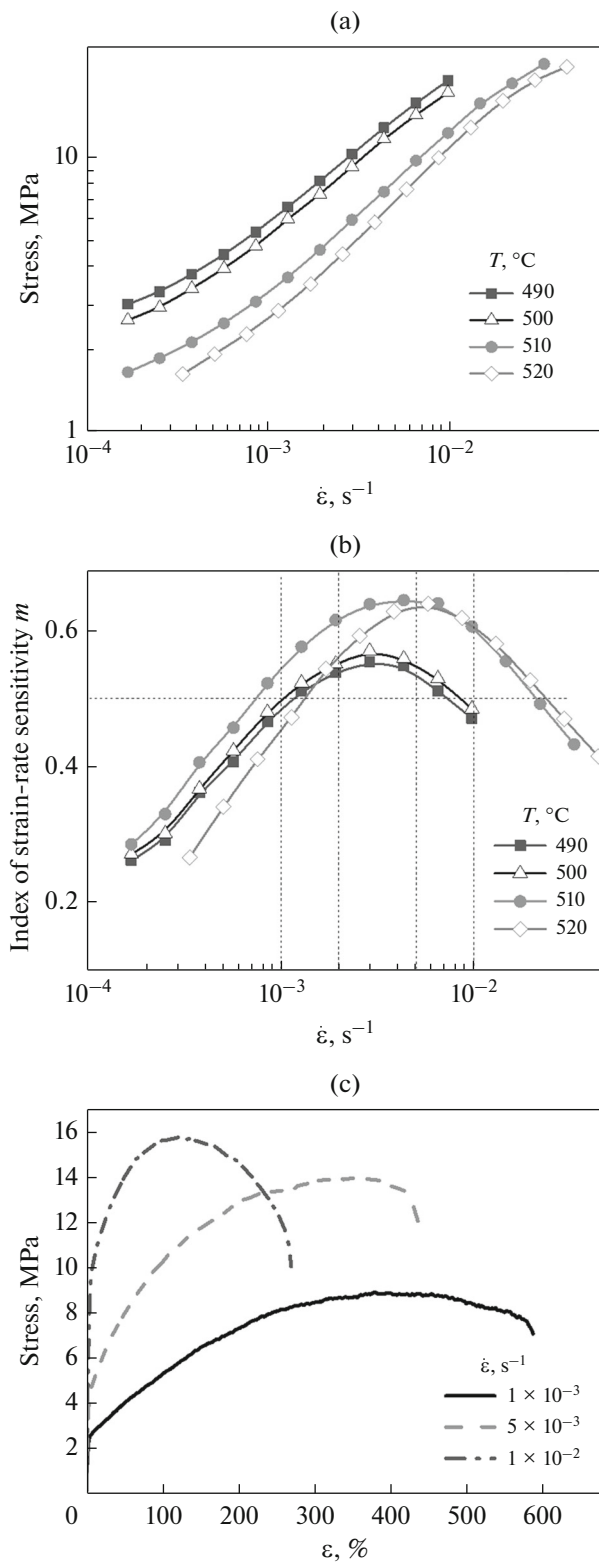 (a)
Stress, MPa
10
1
10⁻⁴
10⁻³
10⁻²
ε̇, s⁻¹
T, °C
490
500
510
520
(b)
Index of strain-rate sensitivity m
0.6
0.4
0.2
10⁻⁴
10⁻³
10⁻²
ε̇, s⁻¹
T, °C
490
500
510
520
(c)
Stress, MPa
16
14
12
10
8
6
4
2
0
100
200
300
400
500
600
ε, %
ε̇, s⁻¹
1 × 10⁻³
5 × 10⁻³
1 × 10⁻²